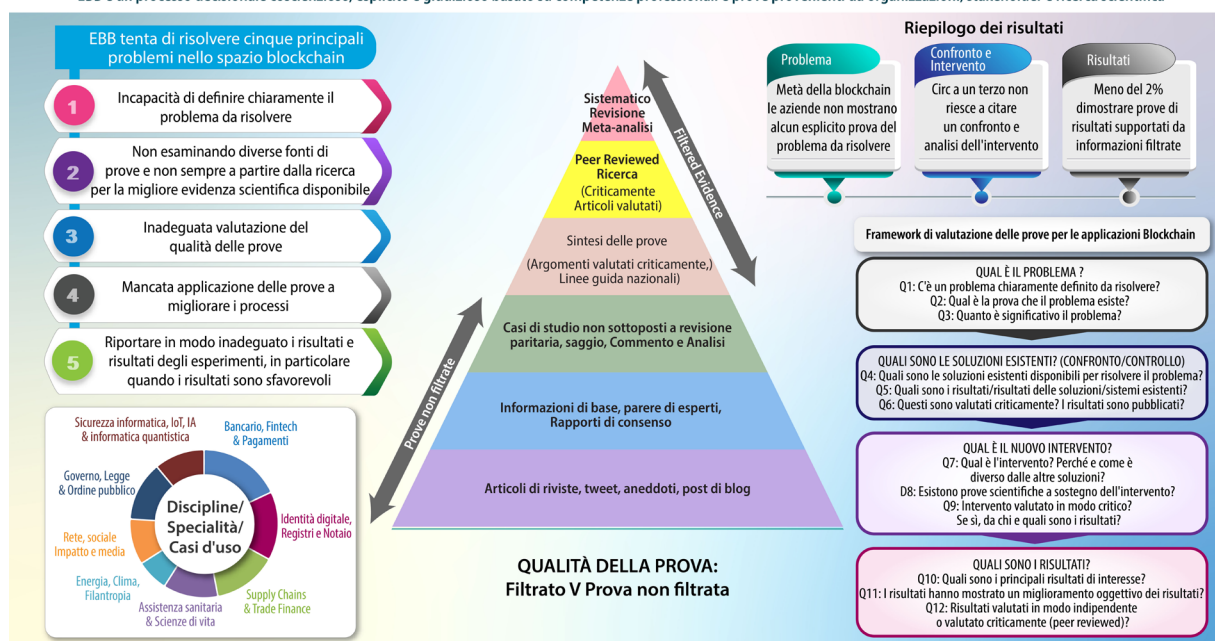 EBB tenta di risolvere cinque principali
problemi nello spazio blockchain
1
Incapacità di definire chiaramente il
problema da risolvere
2
Non esaminando diverse fonti di
prove e non sempre a partire dalla ricerca
per la migliore evidenza scientifica disponibile
3
Inadeguata valutazione del
qualità delle prove
4
Mancata applicazione delle prove a
migliorare i processi
5
Riportare in modo inadeguato i risultati e
risultati degli esperimenti, in particolare
quando i risultati sono sfavorevoli
Sicurezza informatica, IoT, IA
& informatica quantistica
Bancario, Fintech
& Pagamenti
Governo, Legge
& Ordine pubblico
Discipline/
Specialità/
Casi d'uso
Identità digitale,
Registri e Notaio
Rete, sociale
Impatto e media
Energia, Clima,
Filantropia
Assistenza sanitaria
& Scienze di vita
Supply Chains
& Trade Finance
Sistematico
Revisione
Meta-analisi
Peer Reviewed
Ricerca
(Criticamente
Articoli valutati)
Sintesi delle prove
(Argomenti valutati criticamente,)
Linee guida nazionali)
Casi di studio non sottoposti a revisione
paritaria, saggio, Commento e Analisi
Informazioni di base, parere di esperti,
Rapporti di consenso
Articoli di riviste, tweet, aneddoti, post di blog
Filtered Evidence
Prove non filtrate
QUALITÀ DELLA PROVA:
Filtrato V Prova non filtrata
Riepilogo dei risultati
Problema
Metà della blockchain
le aziende non mostrano
alcun esplicito prova del
problema da risolvere
Confronto e
Intervento
Circ a un terzo non
riesce a citare
un confronto e
analisi dell'intervento
Risultati
Meno del 2%
dimostrare prove di
risultati supportati da
informazioni filtrate
Framework di valutazione delle prove per le applicazioni Blockchain
QUAL È IL PROBLEMA ?
Q1: C'è un problema chiaramente definito da risolvere?
Q2: Qual è la prova che il problema esiste?
Q3: Quanto è significativo il problema?
QUALI SONO LE SOLUZIONI ESISTENTI? (CONFRONTO/CONTROLLO)
Q4: Quali sono le soluzioni esistenti disponibili per risolvere il problema?
Q5: Quali sono i risultati/risultati delle soluzioni/sistemi esistenti?
Q6: Questi sono valutati criticamente? I risultati sono pubblicati?
QUAL È IL NUOVO INTERVENTO?
Q7: Qual è l'intervento? Perché e come è
diverso dalle altre soluzioni?
D8: Esistono prove scientifiche a sostegno dell'intervento?
Q9: Intervento valutato in modo critico?
Se sì, da chi e quali sono i risultati?
QUALI SONO I RISULTATI?
Q10: Quali sono i principali risultati di interesse?
Q11: I risultati hanno mostrato un miglioramento oggettivo dei risultati?
Q12: Risultati valutati in modo indipendente
o valutato criticamente (peer reviewed)?